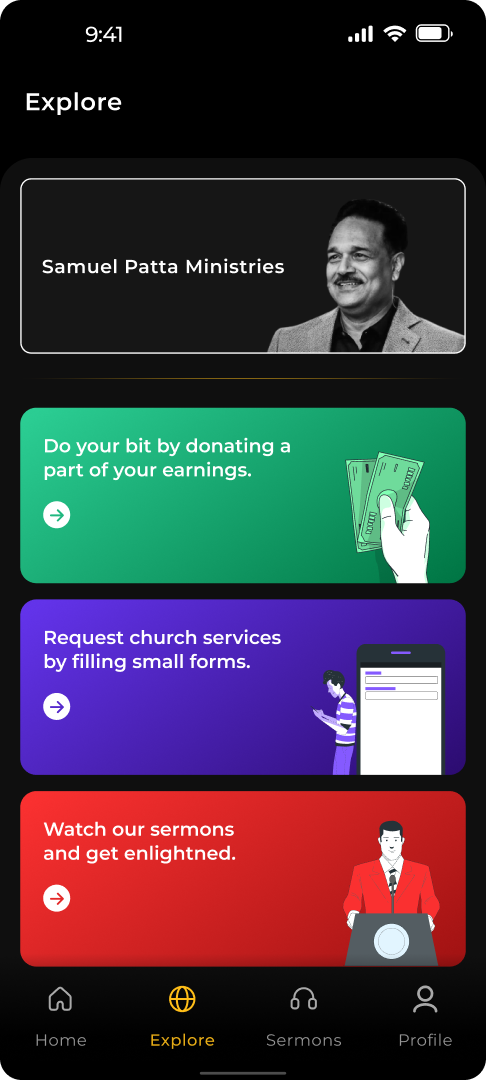 9:41
Explore
Samuel Patta Ministries
Do your bit by donating a
part of your earnings.
Request church services
by filling small forms.
Watch our sermons
and get enlightned.
Home
Explore
Sermons
Profile